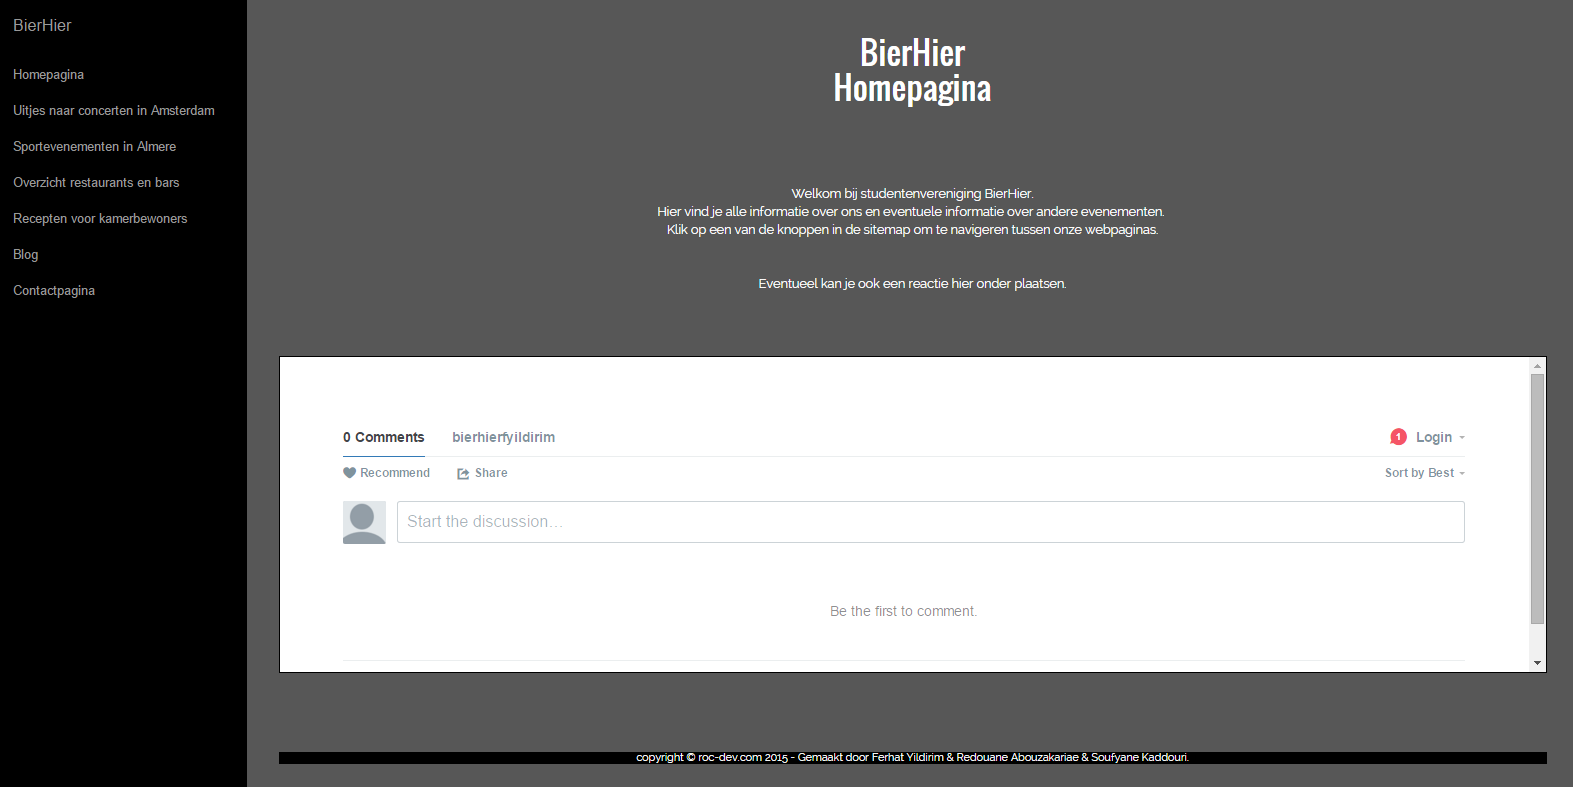 BierHier
Homepagina
Uitjes naar concerten in Amsterdam
Sportevenementen in Almere
Overzicht restaurants en bars
Recepten voor kamerbewoners
Blog
Contactpagina
BierHier
Homepagina
Welkom bij studentenvereniging BierHier.
Hier vind je alle informatie over ons en eventuele informatie over andere evenementen.
Klik op een van de knoppen in de sitemap om te navigeren tussen onze webpaginas.
Eventueel kan je ook een reactie hier onder plaatsen.
0 Comments bierhierfyildirim 1 Login
Recommend Share Sort by Best
Start the discussion...
Be the first to comment.
copyright © roc-dev.com 2015 - Gemaakt door Ferhat Yildirim & Redouane Abouzakariae & Soufyane Kaddouri.